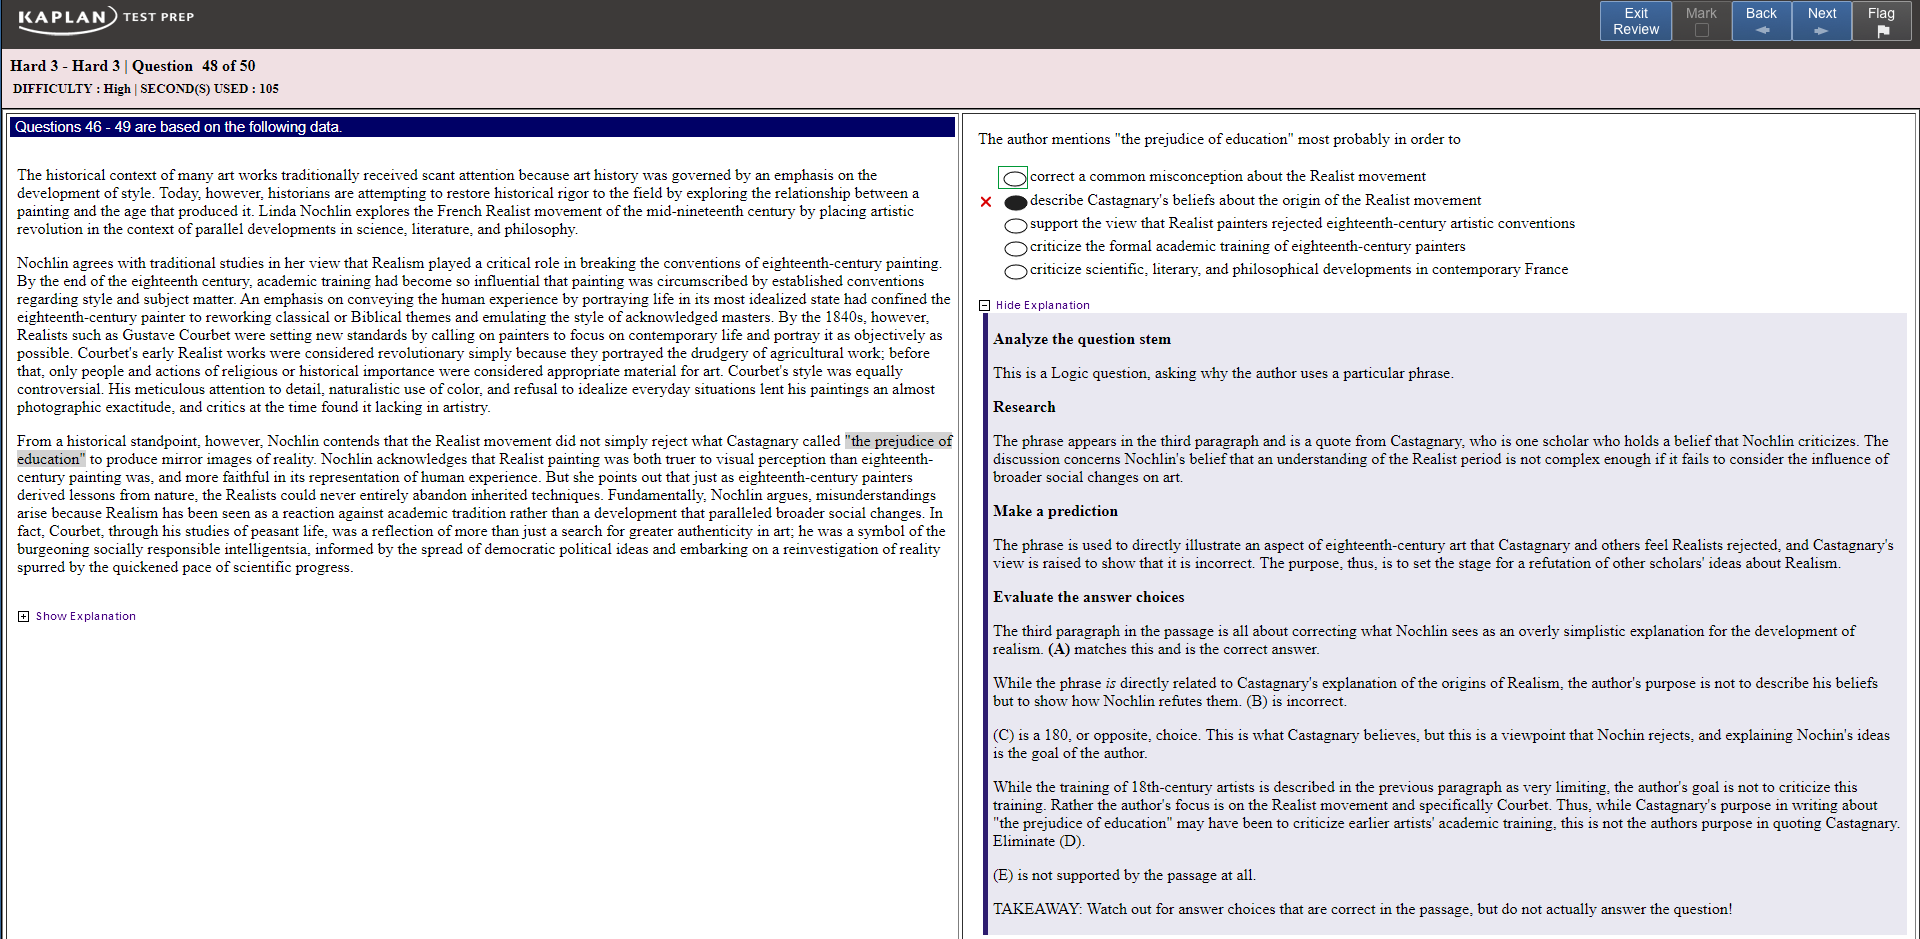 KAPLAN TEST PREP
Exit Review
Mark
Back
Next
Flag
Hard 3 - Hard 3 | Question 48 of 50
DIFFICULTY : High | SECOND(S) USED : 105
Questions 46 - 49 are based on the following data.
The historical context of many art works traditionally received scant attention because art history was governed by an emphasis on the
development of style. Today, however, historians are attempting to restore historical rigor to the field by exploring the relationship between a
painting and the age that produced it. Linda Nochlin explores the French Realist movement of the mid-nineteenth century by placing artistic
revolution in the context of parallel developments in science, literature, and philosophy.
Nochlin agrees with traditional studies in her view that Realism played a critical role in breaking the conventions of eighteenth-century painting.
By the end of the eighteenth century, academic training had become so influential that painting was circumscribed by established conventions
regarding style and subject matter. An emphasis on conveying the human experience by portraying life in its most idealized state had confined the
eighteenth-century painter to reworking classical or Biblical themes and emulating the style of acknowledged masters. By the 1840s, however,
Realists such as Gustave Courbet were setting new standards by calling on painters to focus on contemporary life and portray it as objectively as
possible. Courbet's early Realist works were considered revolutionary simply because they portrayed the drudgery of agricultural work; before
that, only people and actions of religious or historical importance were considered appropriate material for art. Courbet's style was equally
controversial. His meticulous attention to detail, naturalistic use of color, and refusal to idealize everyday situations lent his paintings an almost
photographic exactitude, and critics at the time found it lacking in artistry.
From a historical standpoint, however, Nochlin contends that the Realist movement did not simply reject what Castagnary called "the prejudice of
education" to produce mirror images of reality. Nochlin acknowledges that Realist painting was both truer to visual perception than eighteenth-
century painting was, and more faithful in its representation of human experience. But she points out that just as eighteenth-century painters
derived lessons from nature, the Realists could never entirely abandon inherited techniques. Fundamentally, Nochlin argues, misunderstandings
arise because Realism has been seen as a reaction against academic tradition rather than a development that paralleled broader social changes. In
fact, Courbet, through his studies of peasant life, was a reflection of more than just a search for greater authenticity in art; he was a symbol of the
burgeoning socially responsible intelligentsia, informed by the spread of democratic political ideas and embarking on a reinvestigation of reality
spurred by the quickened pace of scientific progress.
Show Explanation
The author mentions "the prejudice of education" most probably in order to
correct a common misconception about the Realist movement
describe Castagnary's beliefs about the origin of the Realist movement
support the view that Realist painters rejected eighteenth-century artistic conventions
criticize the formal academic training of eighteenth-century painters
criticize scientific, literary, and philosophical developments in contemporary France
Hide Explanation
Analyze the question stem
This is a Logic question, asking why the author uses a particular phrase.
Research
The phrase appears in the third paragraph and is a quote from Castagnary, who is one scholar who holds a belief that Nochlin criticizes. The
discussion concerns Nochlin's belief that an understanding of the Realist period is not complex enough if it fails to consider the influence of
broader social changes on art.
Make a prediction
The phrase is used to directly illustrate an aspect of eighteenth-century art that Castagnary and others feel Realists rejected, and Castagnary's
view is raised to show that it is incorrect. The purpose, thus, is to set the stage for a refutation of other scholars' ideas about Realism.
Evaluate the answer choices
The third paragraph in the passage is all about correcting what Nochlin sees as an overly simplistic explanation for the development of
realism. (A) matches this and is the correct answer.
While the phrase is directly related to Castagnary's explanation of the origins of Realism, the author's purpose is not to describe his beliefs
but to show how Nochlin refutes them. (B) is incorrect.
(C) is a 180, or opposite, choice. This is what Castagnary believes, but this is a viewpoint that Nochin rejects, and explaining Nochin's ideas
is the goal of the author.
While the training of 18th-century artists is described in the previous paragraph as very limiting, the author's goal is not to criticize this
training. Rather the author's focus is on the Realist movement and specifically Courbet. Thus, while Castagnary's purpose in writing about
"the prejudice of education" may have been to criticize earlier artists' academic training, this is not the authors purpose in quoting Castagnary.
Eliminate (D).
(E) is not supported by the passage at all.
TAKEAWAY: Watch out for answer choices that are correct in the passage, but do not actually answer the question!